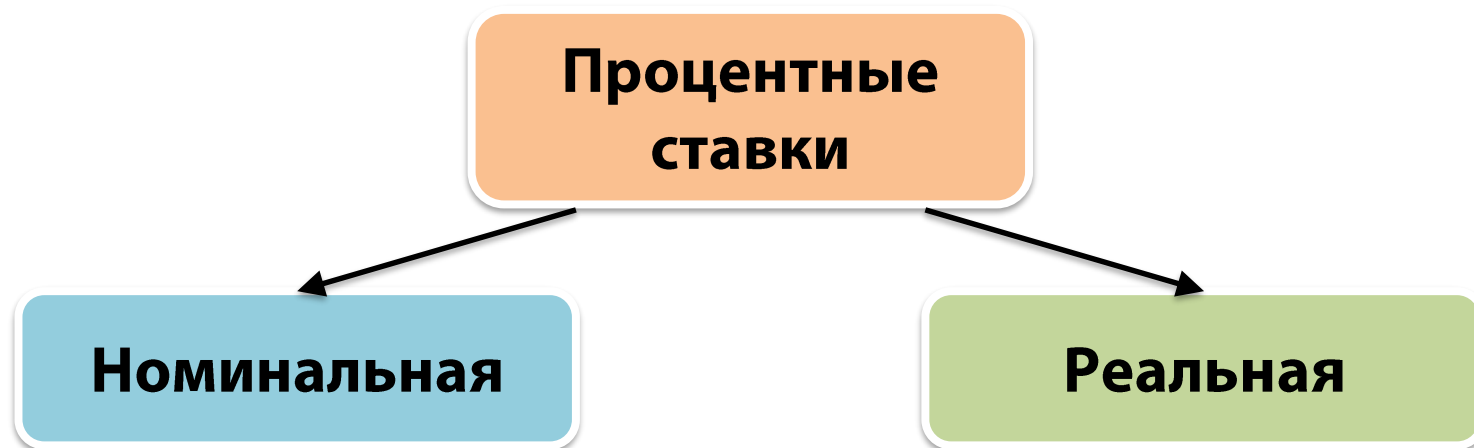 Процентные
ставки
Номинальная
Реальная